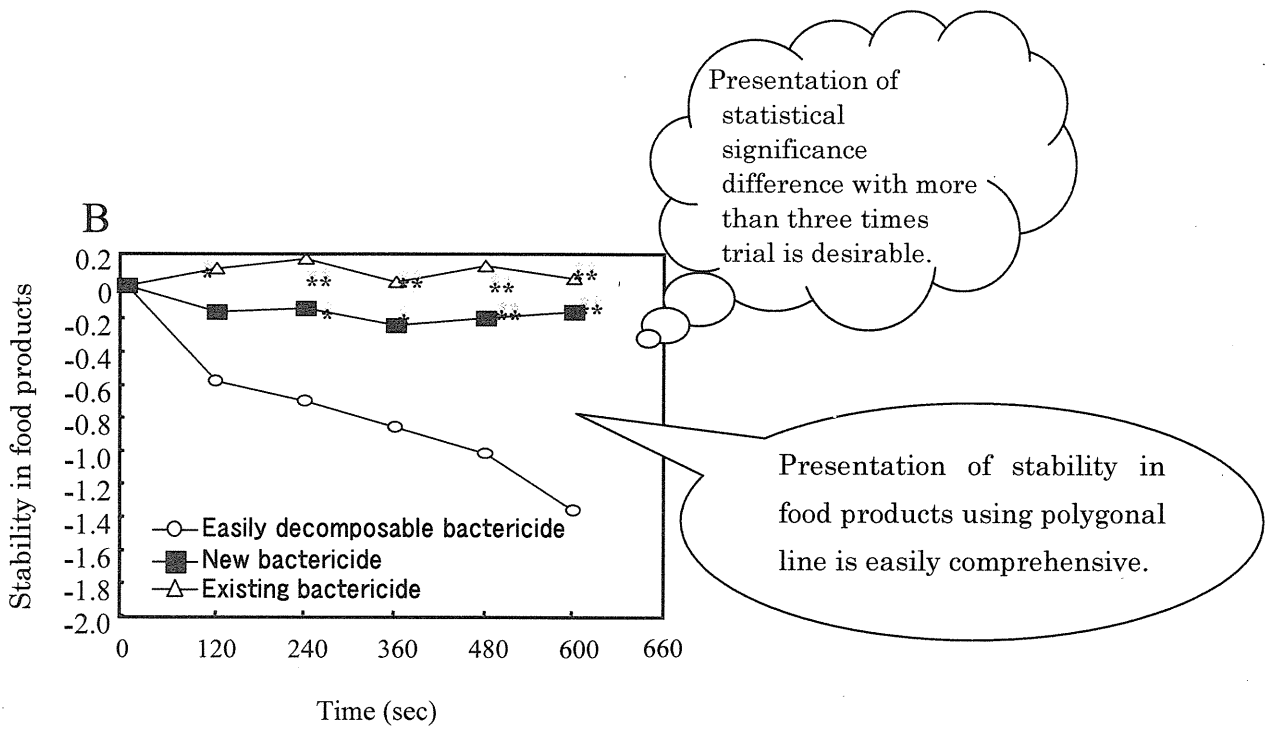 Presentation of
statistical
significance
difference with more
than three times
trial is desirable.
B
Stability in food products
0.2
0
-0.2
-0.4
-0.6
-0.8
-1.0
-1.2
-1.4
-1.6
-1.8
-2.0
*
**
**
**
**
*
*
**
**
Easily decomposable bactericide
New bactericide
Existing bactericide
0 120 240 360 480 600 660
Time (sec)
Presentation of stability in
food products using polygonal
line is easily comprehensive.